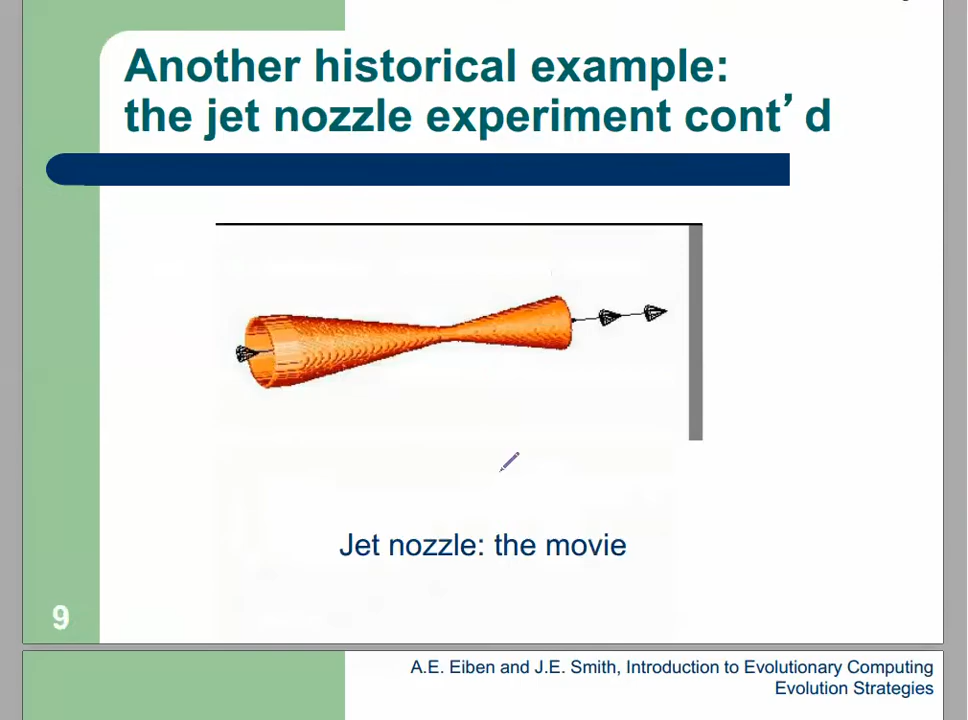 Another historical example:
the jet nozzle experiment cont’ d
Jet nozzle: the movie
9
A.E. Eiben and J.E. Smith, Introduction to Evolutionary Computing
Evolution Strategies